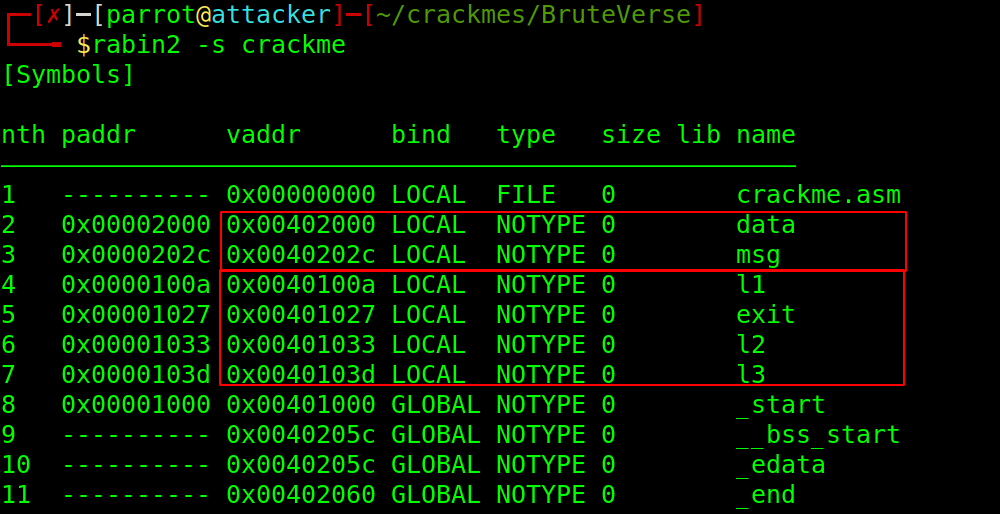 ┌─[✗]─[parrot@attacker]─[~/crackmes/BruteVerse]
└──╼ $rabin2 -s crackme
[Symbols]
nth paddr      vaddr      bind   type   size lib name
1   ---------- 0x00000000 LOCAL  FILE   0        crackme.asm
2   0x00002000 0x00402000 LOCAL  NOTYPE 0        data
3   0x0000202c 0x0040202c LOCAL  NOTYPE 0        msg
4   0x0000100a 0x0040100a LOCAL  NOTYPE 0        l1
5   0x00001027 0x00401027 LOCAL  NOTYPE 0        exit
6   0x00001033 0x00401033 LOCAL  NOTYPE 0        l2
7   0x0000103d 0x0040103d LOCAL  NOTYPE 0        l3
8   0x00001000 0x00401000 GLOBAL NOTYPE 0        _start
9   ---------- 0x0040205c GLOBAL NOTYPE 0        __bss_start
10  ---------- 0x0040205c GLOBAL NOTYPE 0        _edata
11  ---------- 0x00402060 GLOBAL NOTYPE 0        _end